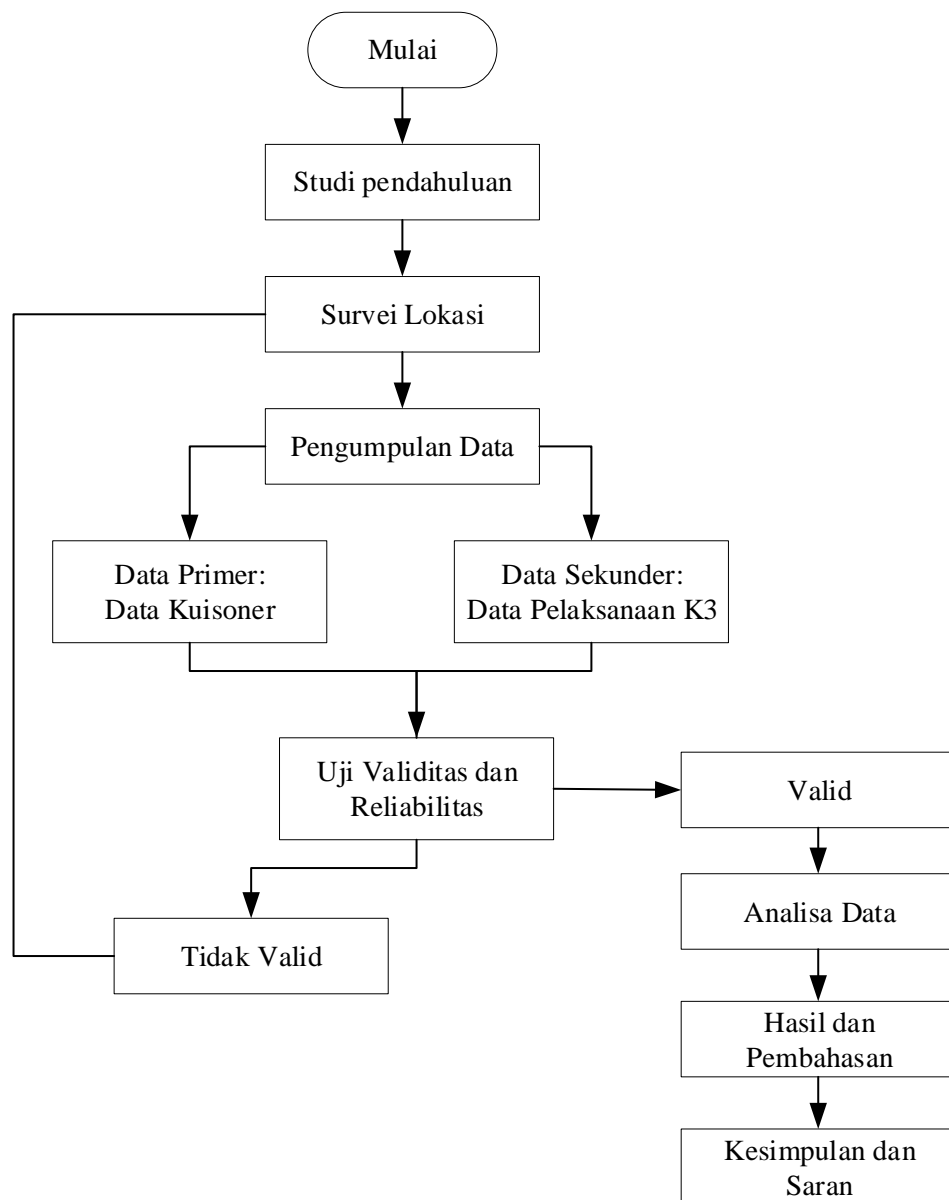 Mulai
Studi pendahuluan
Survei Lokasi
Pengumpulan Data
Data Primer:
Data Kuisoner
Data Sekunder:
Data Pelaksanaan K3
Uji Validitas dan
Reliabilitas
Valid
Tidak Valid
Analisa Data
Hasil dan
Pembahasan
Kesimpulan dan
Saran